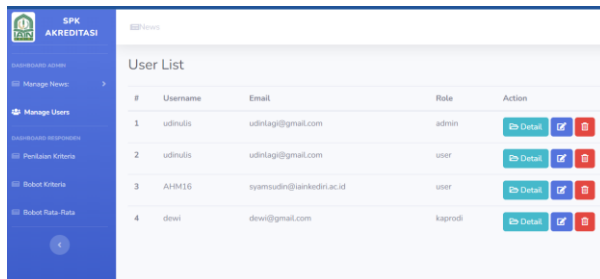 IAIN
SPK
AKREDITASI
News
DASHBOARD ADMIN
Manage News:
Manage Users
DASHBOARD RESPONDEN
Penilaian Kriteria
Bobot Kriteria
Bobot Rata-Rata
User List
# Username Email Role Action
1 udinulis udinlagi@gmail.com admin Detail
2 udinulis udinlagi@gmail.com user Detail
3 AHM16 syamsudin@iainkediri.ac.id user Detail
4 dewi dewi@gmail.com kaprodi Detail